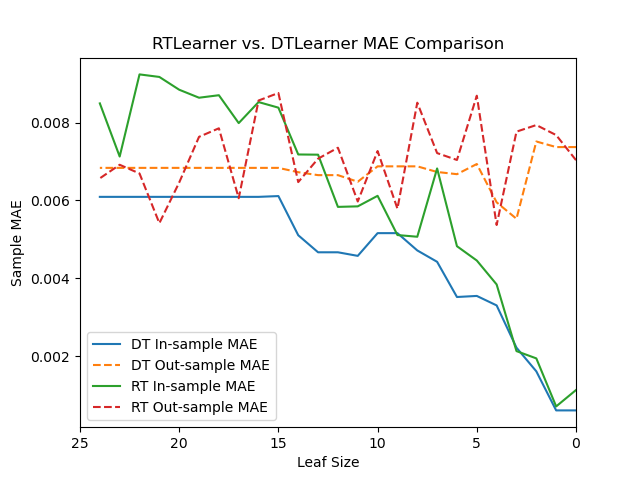 RTLearner vs. DTLearner MAE Comparison
0.008
0.006
0.004
0.002
Sample MAE
DT In-sample MAE
DT Out-sample MAE
RT In-sample MAE
RT Out-sample MAE
25 20 15 10 5 0
Leaf Size